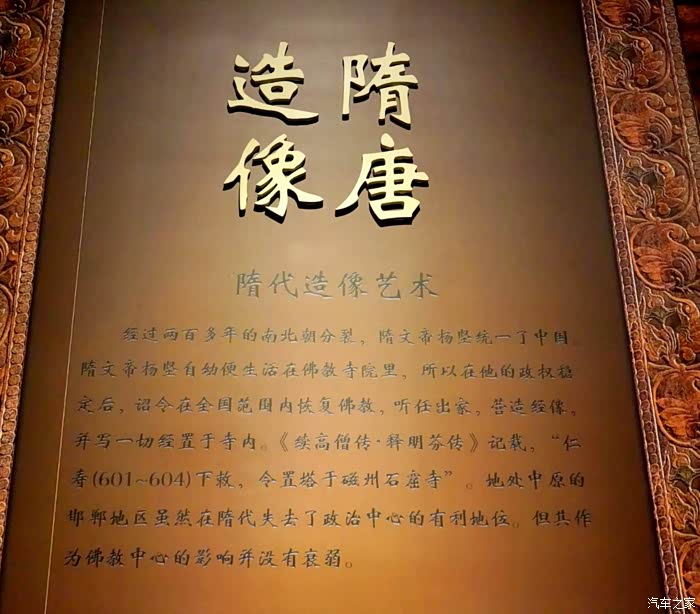 隋唐
造像
隋代造像艺术
经过两百多年的南北朝分裂，隋文帝杨坚统一了中国。
隋文帝杨坚自幼便生活在佛教寺院里，所以在他的政权稳
定后，诏令在全国范围内恢复佛教，听任出家，营造经像，
并写一切经置于寺内。《续高僧传·释明芬传》记载，“仁
寿(601~604)下敕，令置塔于磁州石窟寺”。地处中原的
邯郸地区虽然在隋代失去了政治中心的有利地位。但其作
为佛教中心的影响并没有衰弱。
汽车之家